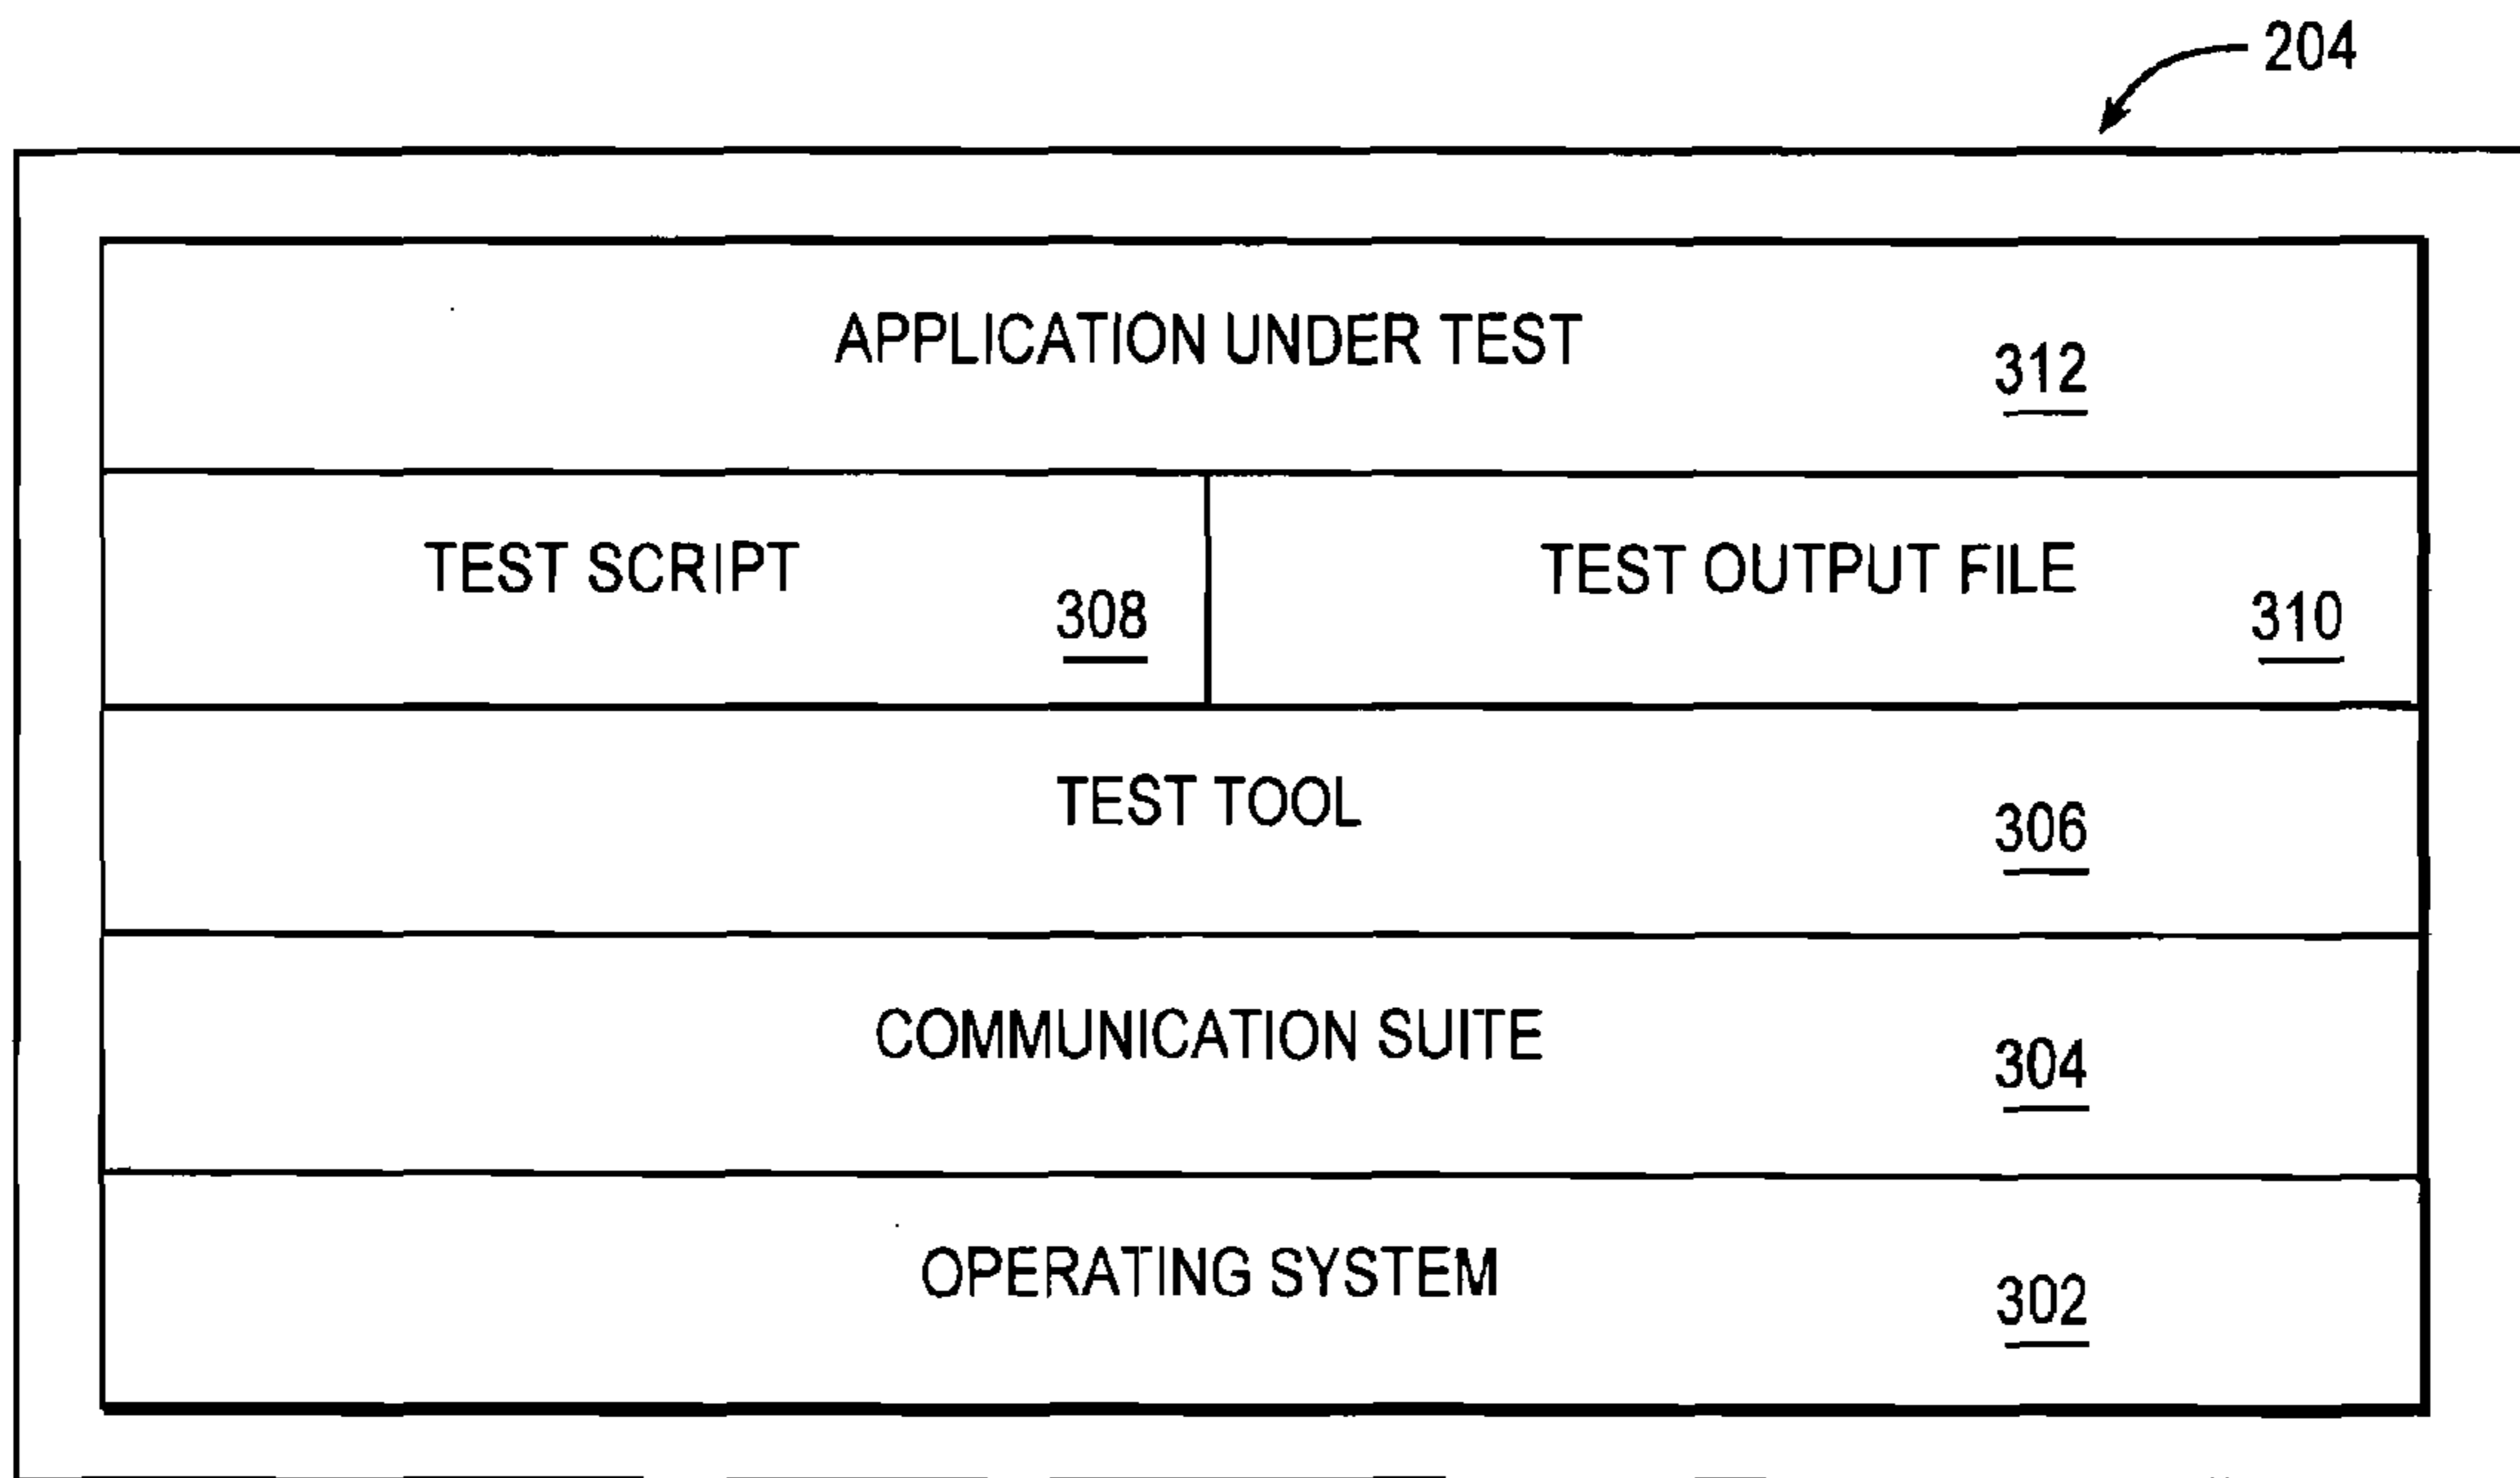 204
APPLICATION UNDER TEST
312
TEST SCRIPT
308
TEST OUTPUT FILE
310
TEST TOOL
306
COMMUNICATION SUITE
304
OPERATING SYSTEM
302